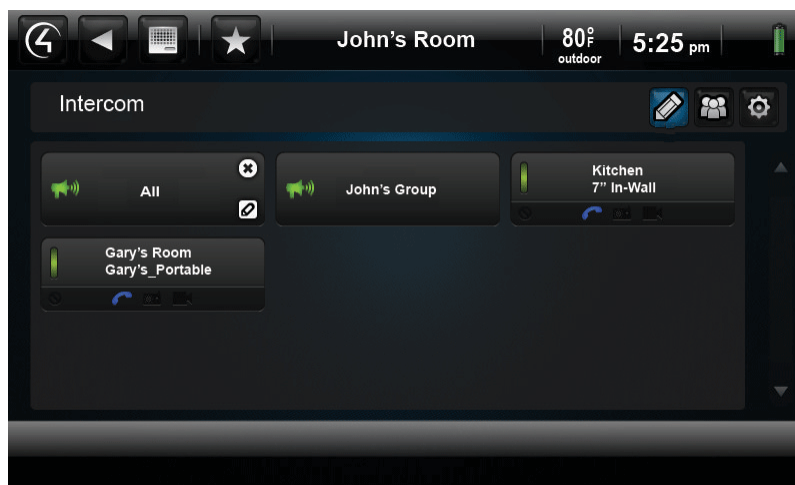 4
John's Room
80°F
outdoor
5:25 pm
Intercom
All
John's Group
Kitchen
7" In-Wall
Gary's Room
Gary's_Portable